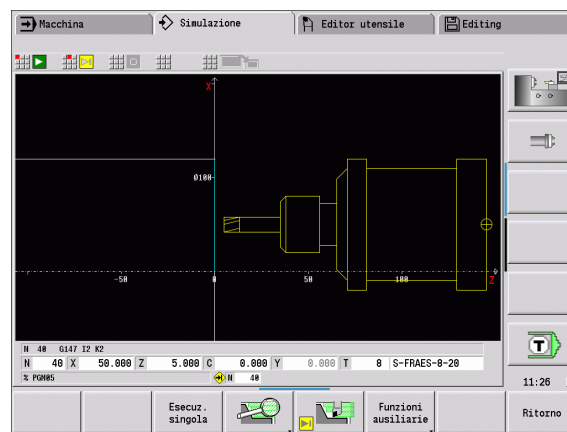 Macchina Simulazione Editor utensile Editing
X
Ø100
-50 0 50 100 Z
N 40 G147 I2 K2
N 40 X 50.000 Z 5.000 C 0.000 Y 0.000 T 8 S-FRAES-8-20
% PGM05 N 40
T
11:26
Esecuz. singola
Funzioni ausiliarie
Ritorno